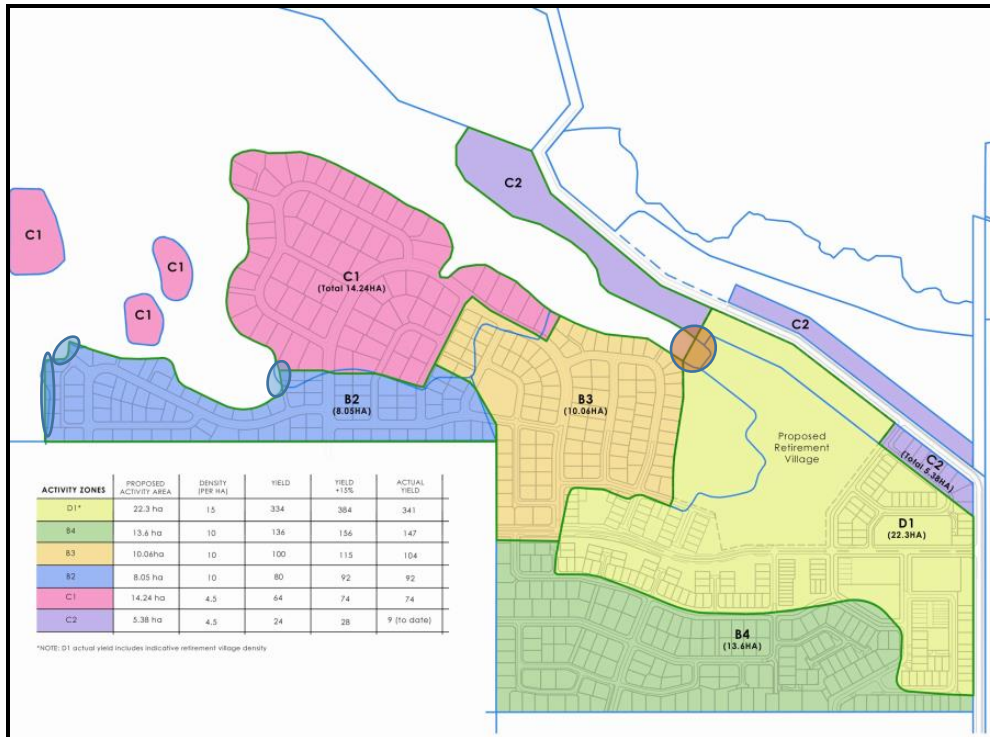 C2
C1
C1
C1
(Total 14.24HA)
C1
C2
B2
(8.05HA)
B3
(10.06HA)
Proposed
Retirement
Village
C2
(Total 5.38HA)
D1
(22.3HA)
B4
(13.6HA)
ACTIVITY ZONES PROPOSED ACTIVITY AREA DENSITY (PER HA) YIELD YIELD +15% ACTUAL YIELD
D1* 22.3 ha 15 334 384 341
B4 13.6 ha 10 136 156 147
B3 10.06ha 10 100 115 104
B2 8.05 ha 10 80 92 92
C1 14.24 ha 4.5 64 74 74
C2 5.38 ha 4.5 24 28 9 (to date)
*NOTE: D1 actual yield includes indicative retirement village density